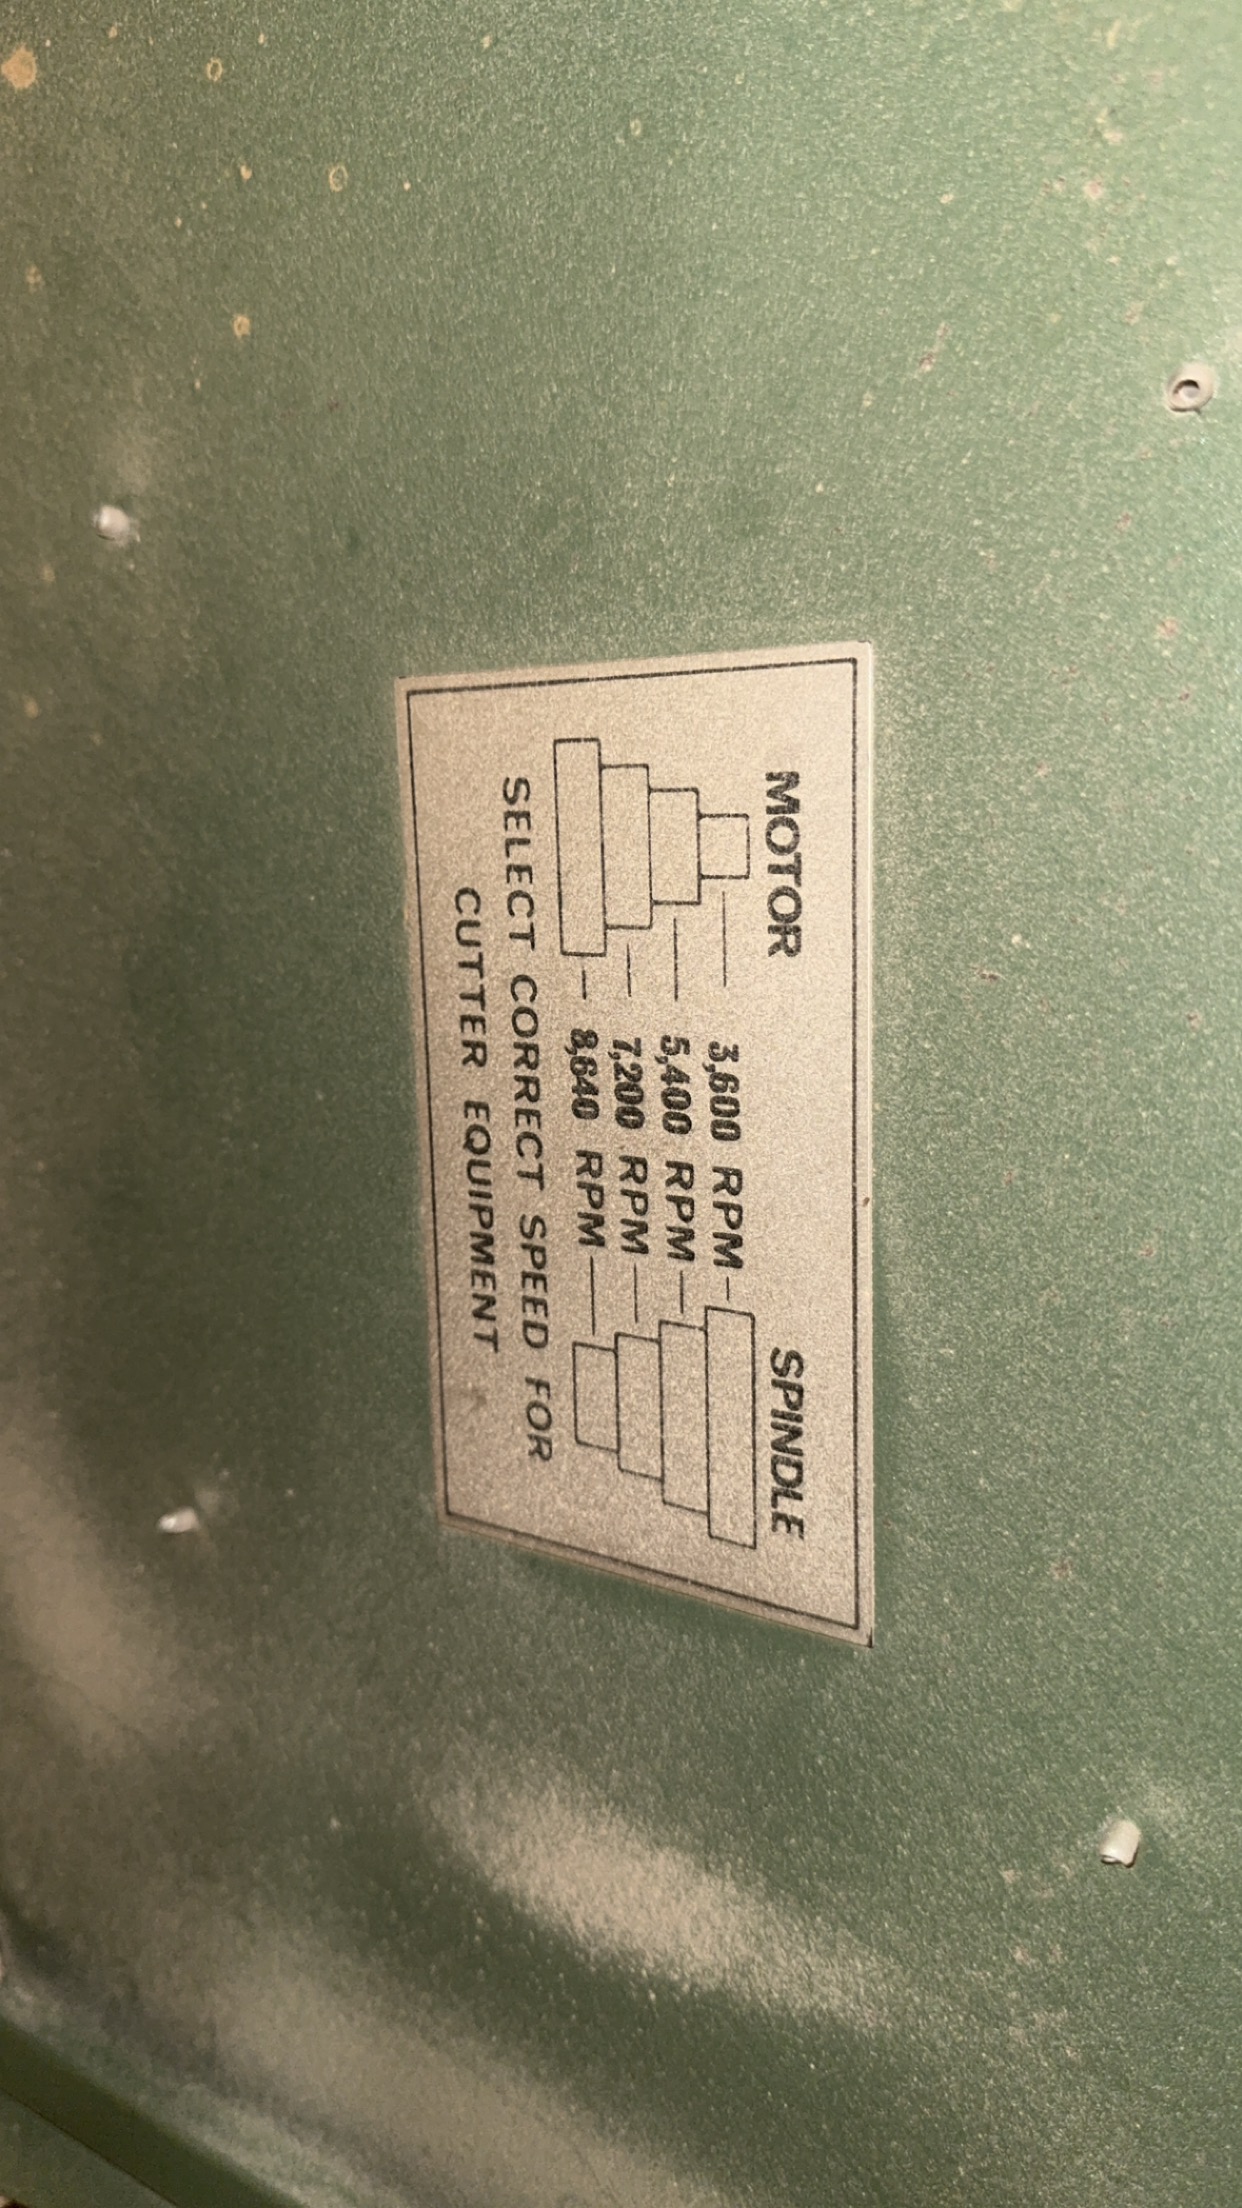 MOTOR SPINDLE
3,600 RPM
5,400 RPM
7,200 RPM
8,640 RPM
SELECT CORRECT SPEED FOR
CUTTER EQUIPMENT